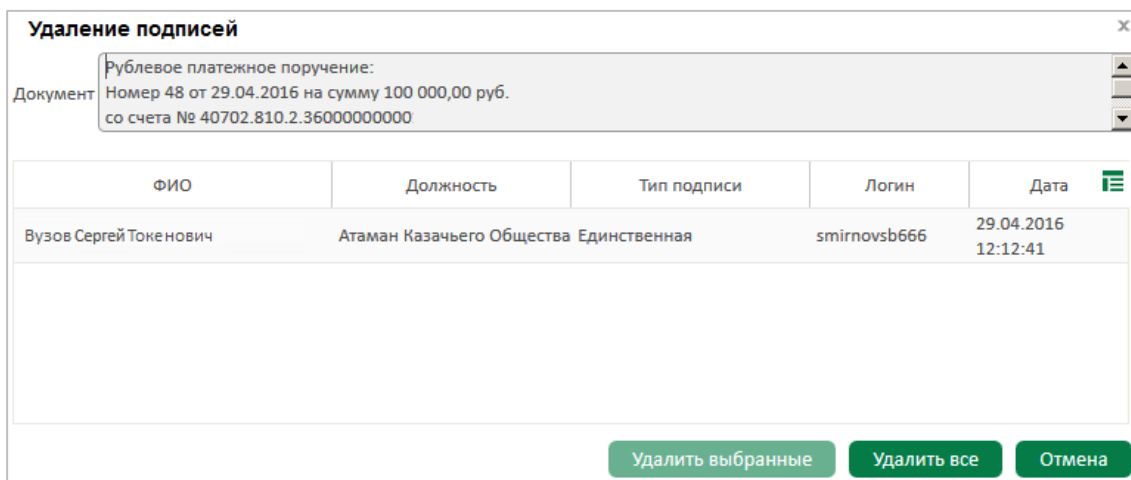 Удаление подписей
Документ
Рублевое платежное поручение:
Номер 48 от 29.04.2016 на сумму 100 000,00 руб.
со счета № 40702.810.2.36000000000
ФИО Должность Тип подписи Логин Дата
Вузов Сергей Токенович Атаман Казачьего Общества Единственная smirnovsb666 29.04.2016
12:12:41
Удалить выбранные Удалить все Отмена